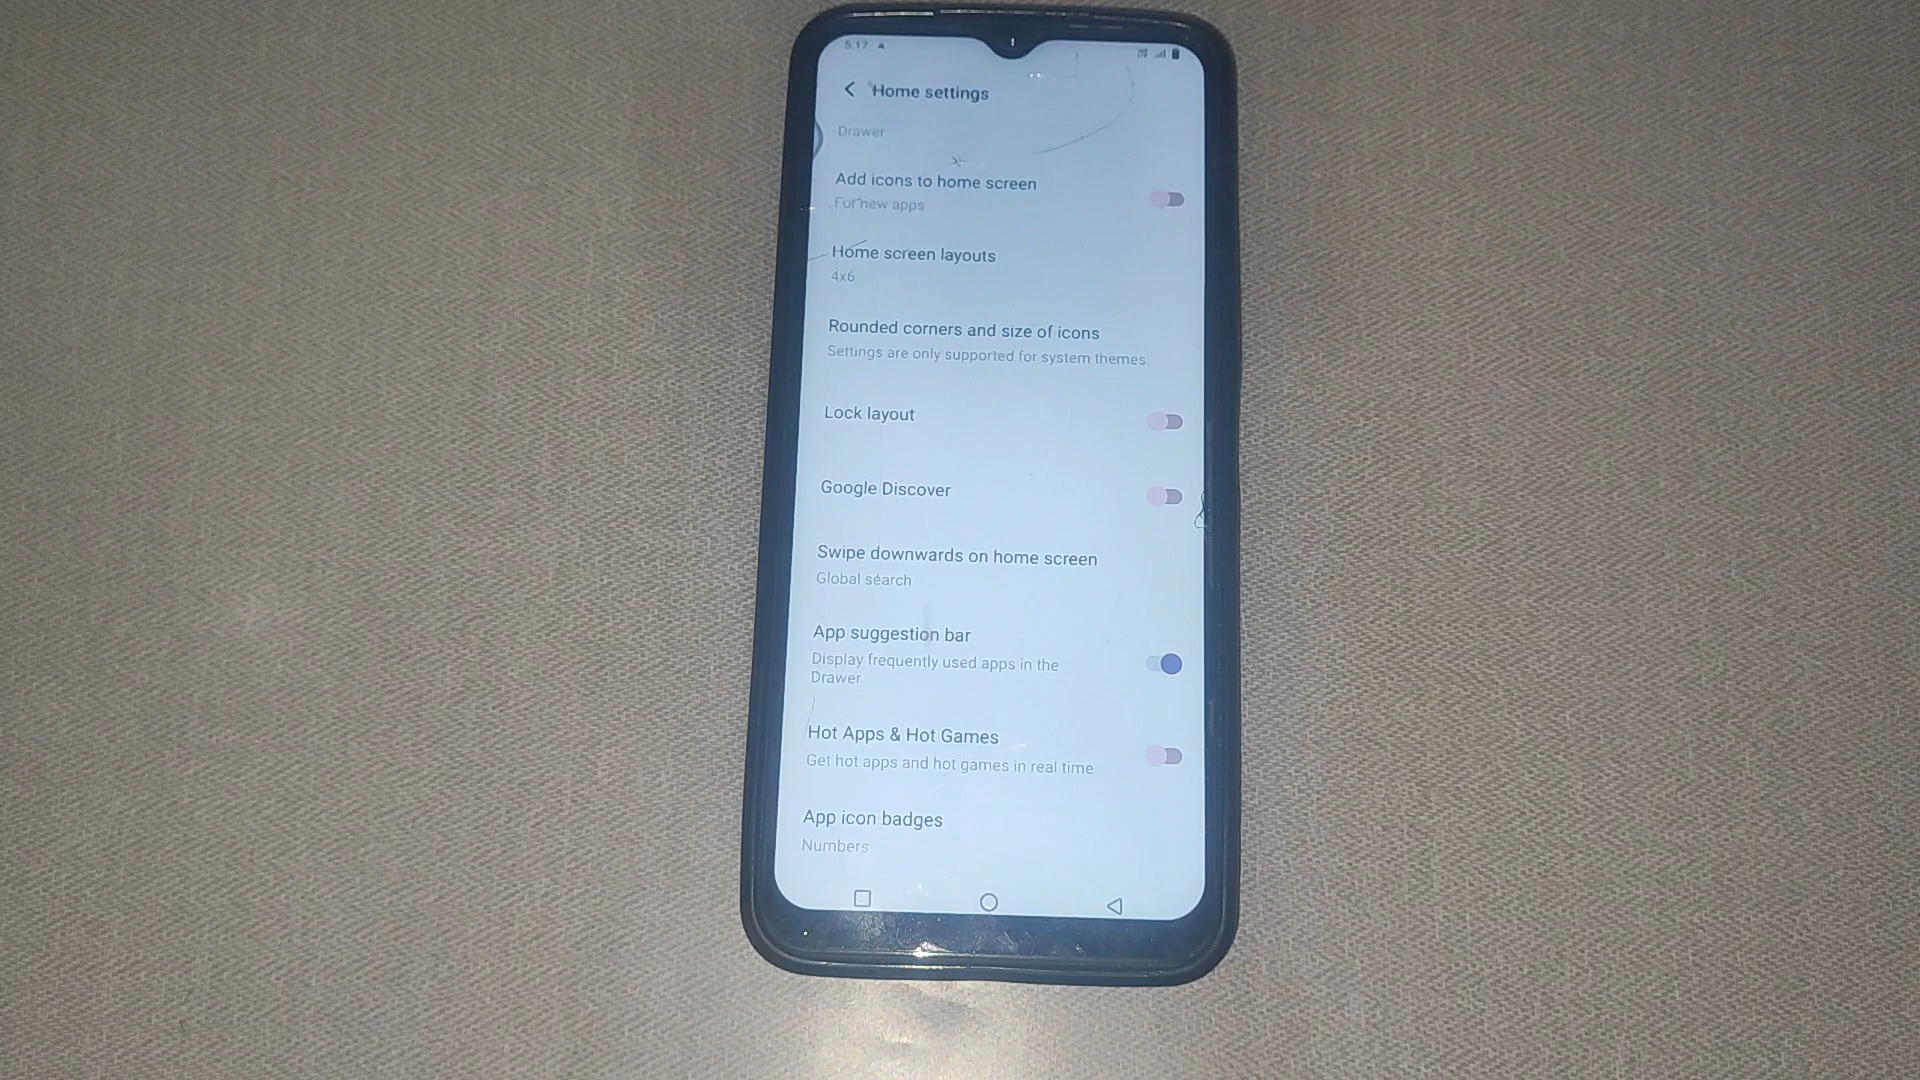 5:17
Home settings
Drawer
Add icons to home screen
For new apps
Home screen layouts
4x6
Rounded corners and size of icons
Settings are only supported for system themes.
Lock layout
Google Discover
Swipe downwards on home screen
Global search
App suggestion bar
Display frequently used apps in the
Drawer
Hot Apps & Hot Games
Get hot apps and hot games in real time
App icon badges
Numbers